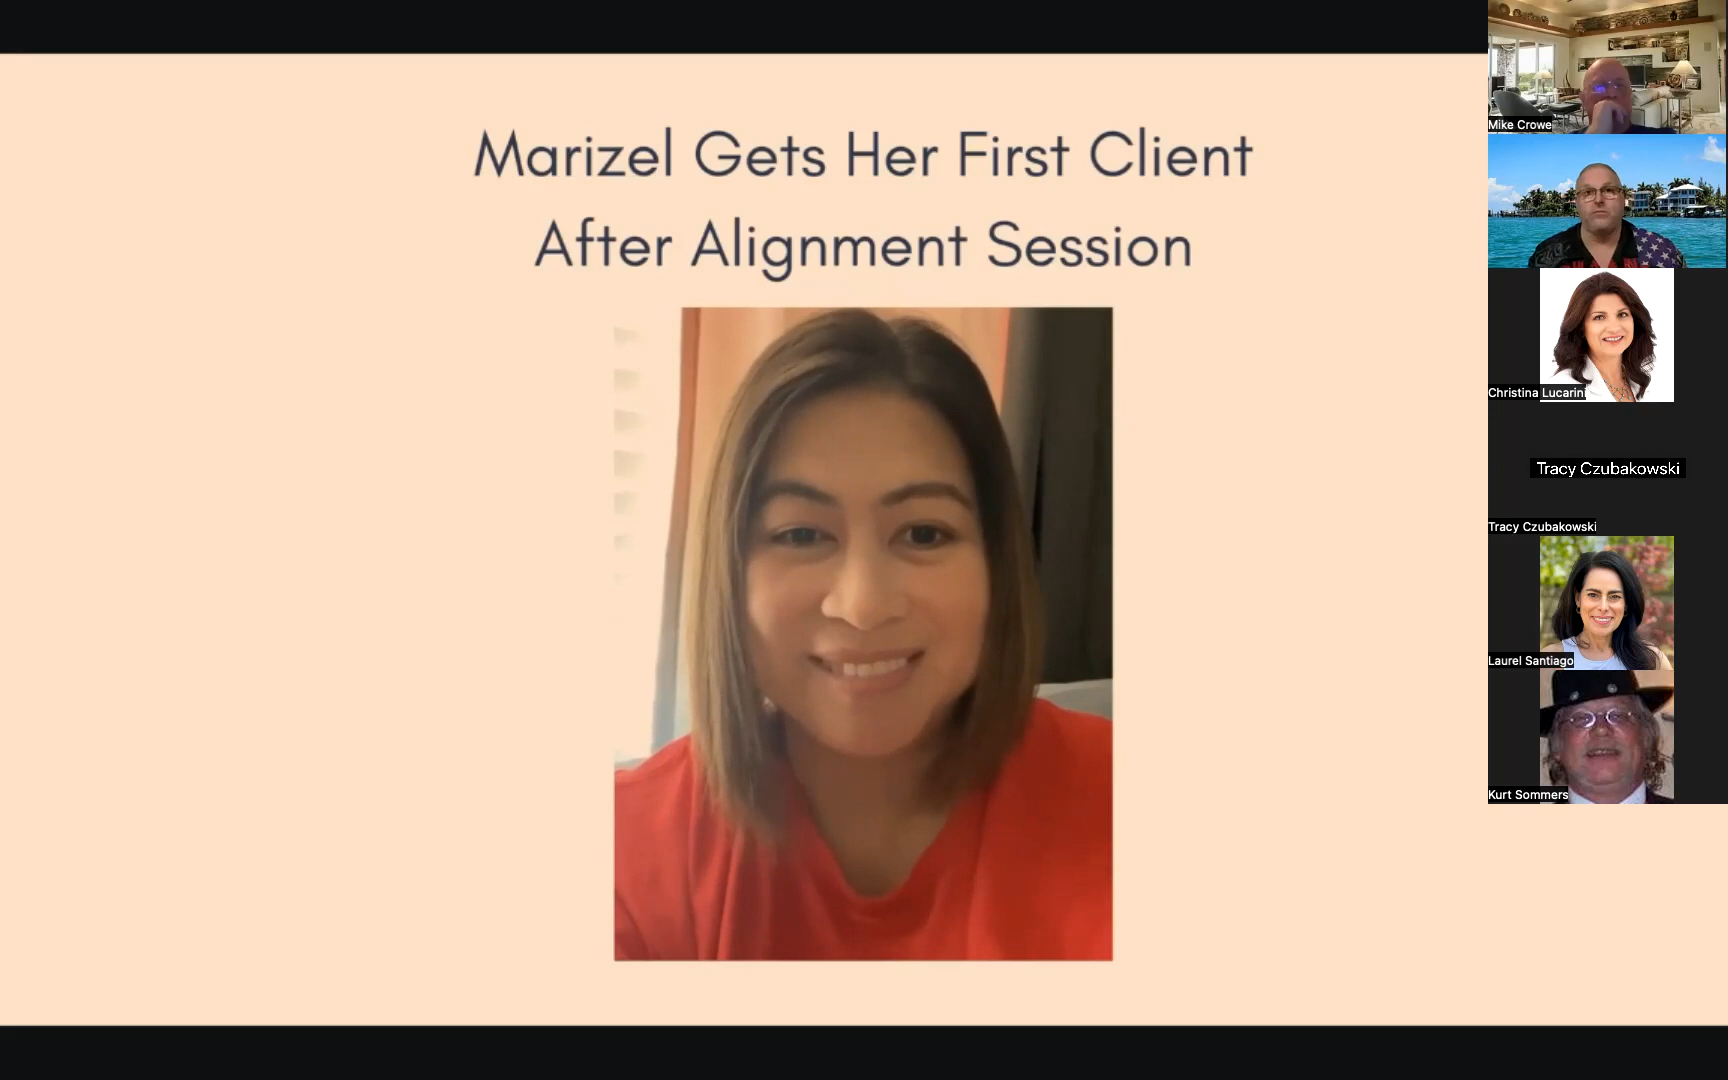 Marizel Gets Her First Client
After Alignment Session
Mike Crowe
Christina Lucarini
Tracy Czubakowski
Tracy Czubakowski
Laurel Santiago
Kurt Sommers